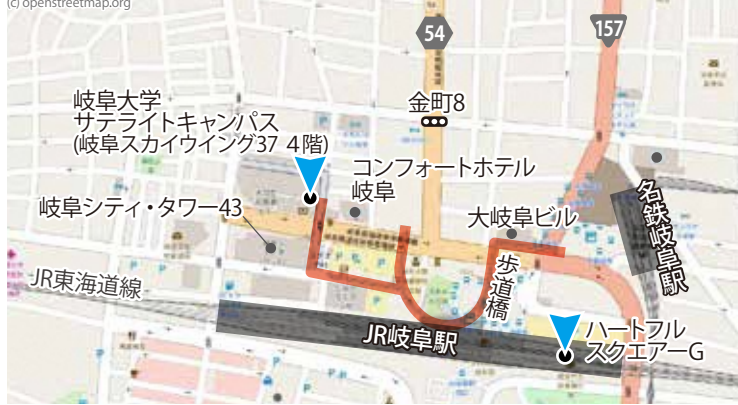 (c) openstreetmap.org
54
157
金町8
岐阜大学
サテライトキャンパス
(岐阜スカイウイング37 4階)
コンフォートホテル
岐阜
岐阜シティ・タワー43
大岐阜ビル
名鉄岐阜駅
歩道橋
JR東海道線
JR岐阜駅
ハートフル
スクエアーG